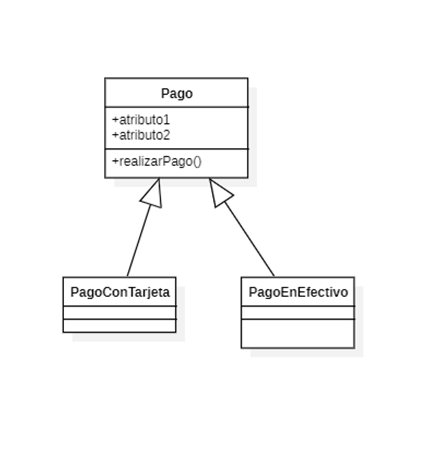 Pago
+atributo1
+atributo2
+realizarPago()
PagoConTarjeta
PagoEnEfectivo